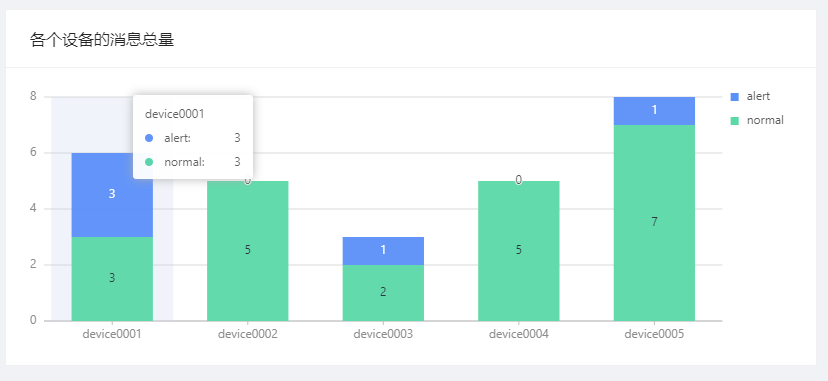 各个设备的消息总量
8
6
4
2
0
device0001
alert: 3
normal: 3
3
3
0
5
1
2
0
5
1
7
device0001
device0002
device0003
device0004
device0005
alert
normal